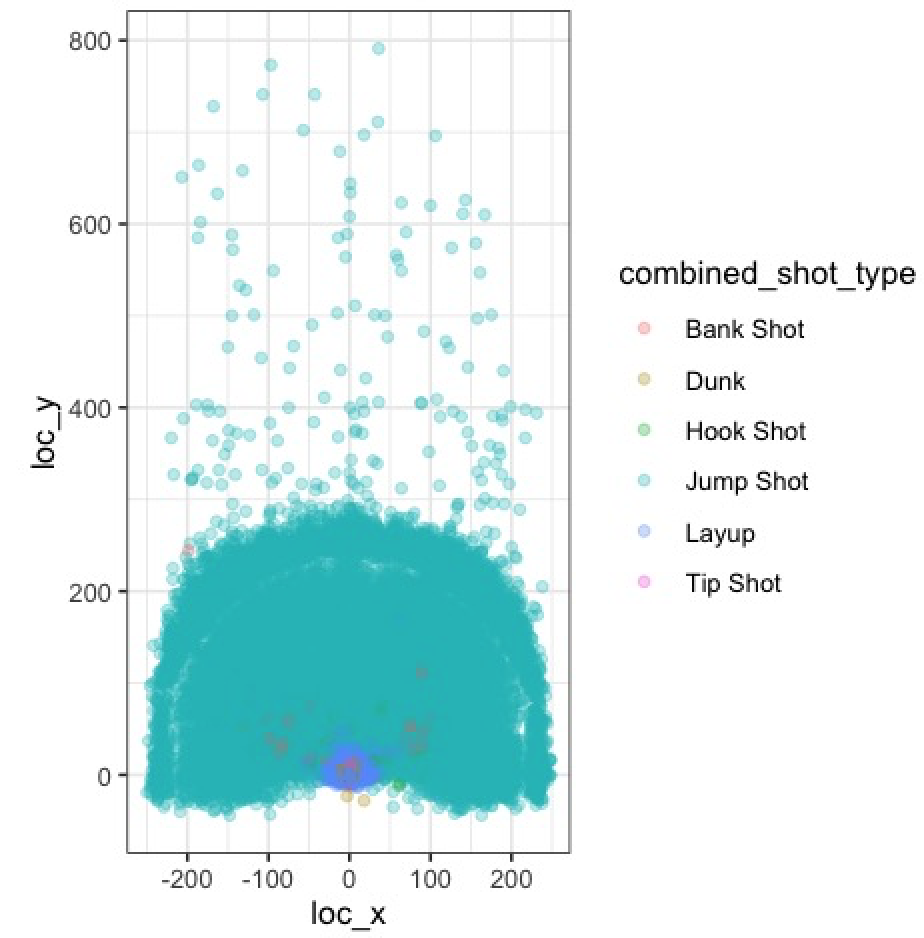 800
600
400
200
0
loc_y
-200 -100 0 100 200
loc_x
combined_shot_type
Bank Shot
Dunk
Hook Shot
Jump Shot
Layup
Tip Shot